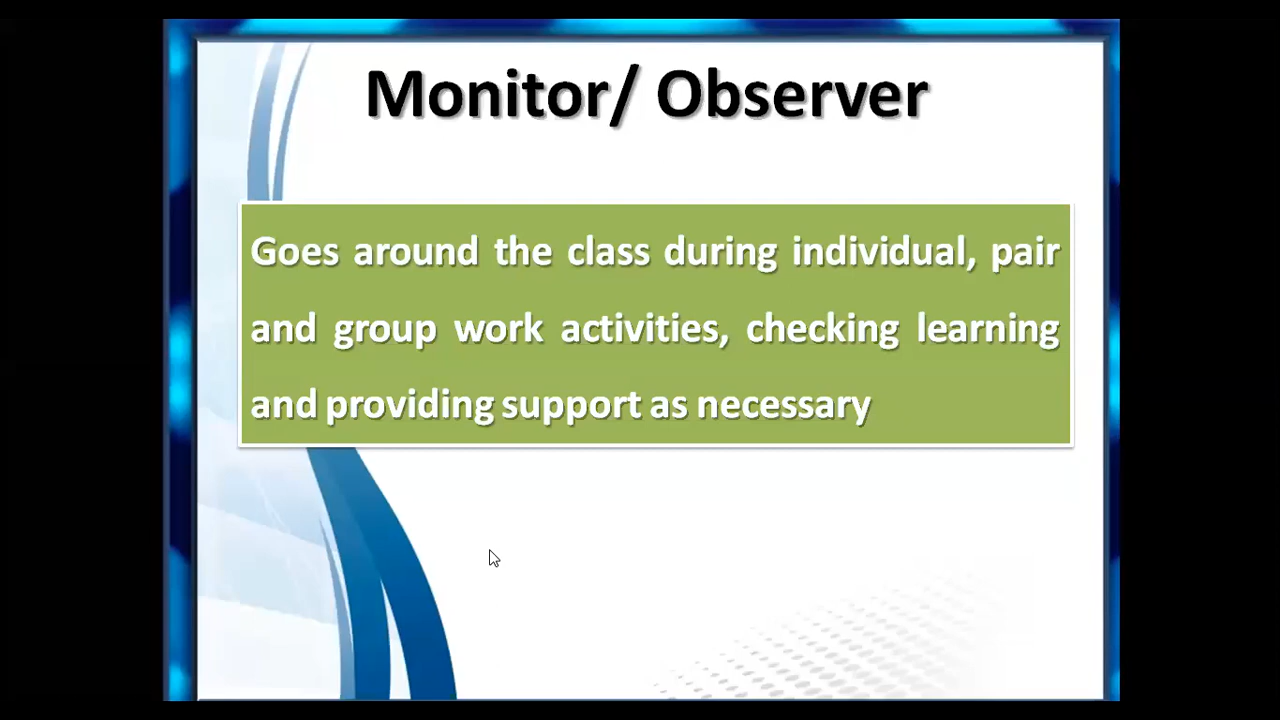 Monitor/ Observer
Goes around the class during individual, pair
and group work activities, checking learning
and providing support as necessary